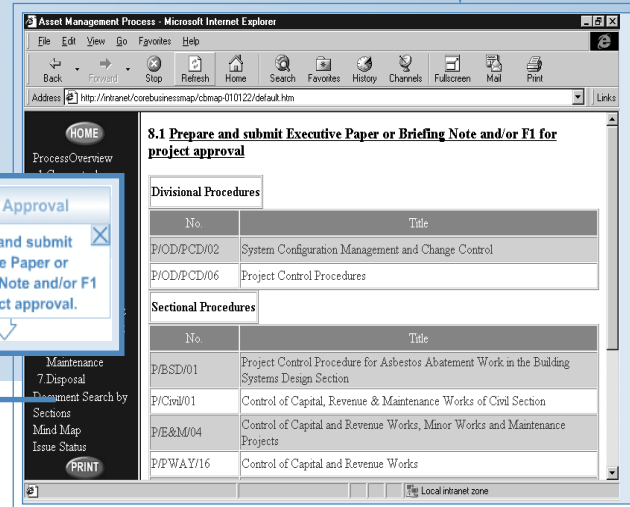 Asset Management Process - Microsoft Internet Explorer
File Edit View Go Favorites Help
Back Forward Stop Refresh Home Search Favorites History Channels Fullscreen Mail Print
Address http://intranet/corebusinessmap/cbmap-010122/default.htm Links
HOME
ProcessOverview
Approval
and submit
Paper or
Note and/or F1
approval.
Maintenance
7.Disposal
Document Search by
Sections
Mind Map
Issue Status
PRINT
8.1 Prepare and submit Executive Paper or Briefing Note and/or F1 for
project approval
Divisional Procedures
No. Title
P/OD/PCD/02 System Configuration Management and Change Control
P/OD/PCD/06 Project Control Procedures
Sectional Procedures
No. Title
P/BSD/01 Project Control Procedure for Asbestos Abatement Work in the Building
Systems Design Section
P/Civil/01 Control of Capital, Revenue & Maintenance Works of Civil Section
P/E&M/04 Control of Capital and Revenue Works, Minor Works and Maintenance
Projects
P/PWAY/16 Control of Capital and Revenue Works
Local intranet zone